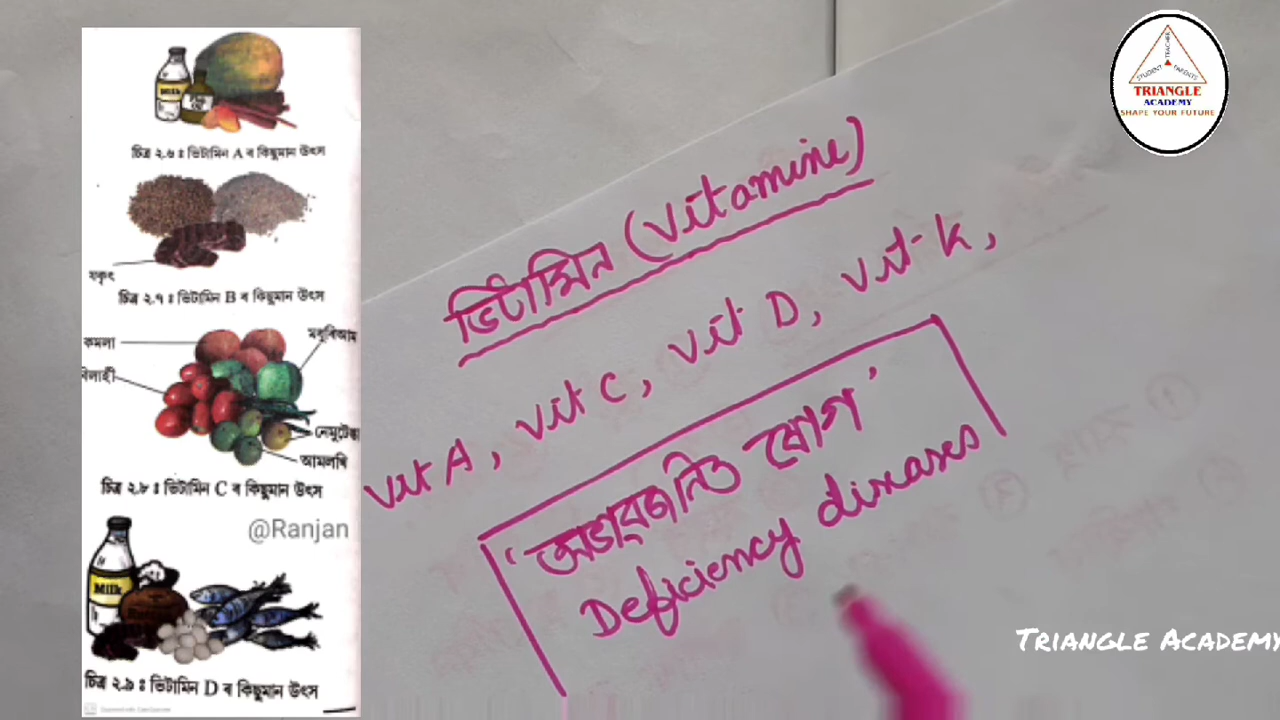 Milk
চিত্ৰ ২.৬ : ভিটামিন A ৰ কিছুমান উৎস
যকৃৎ
চিত্ৰ ২.৭ : ভিটামিন B ৰ কিছুমান উৎস
কমলা
মধুৰিআম
বিলাহী
নেমুটেঙা
আমলখি
চিত্ৰ ২.৮ : ভিটামিন C ৰ কিছুমান উৎস
@Ranjan
Milk
চিত্ৰ ২.৯ : ভিটামিন D ৰ কিছুমান উৎস
ভিটামিন (Vitamine)
Vit A, Vit C, Vit D, Vit K,
'অভাৱজনিত ৰোগ'
Deficiency diseases
STUDENT TEACHER PARENTS
TRIANGLE
ACADEMY
SHAPE YOUR FUTURE
TRIANGLE ACADEMY